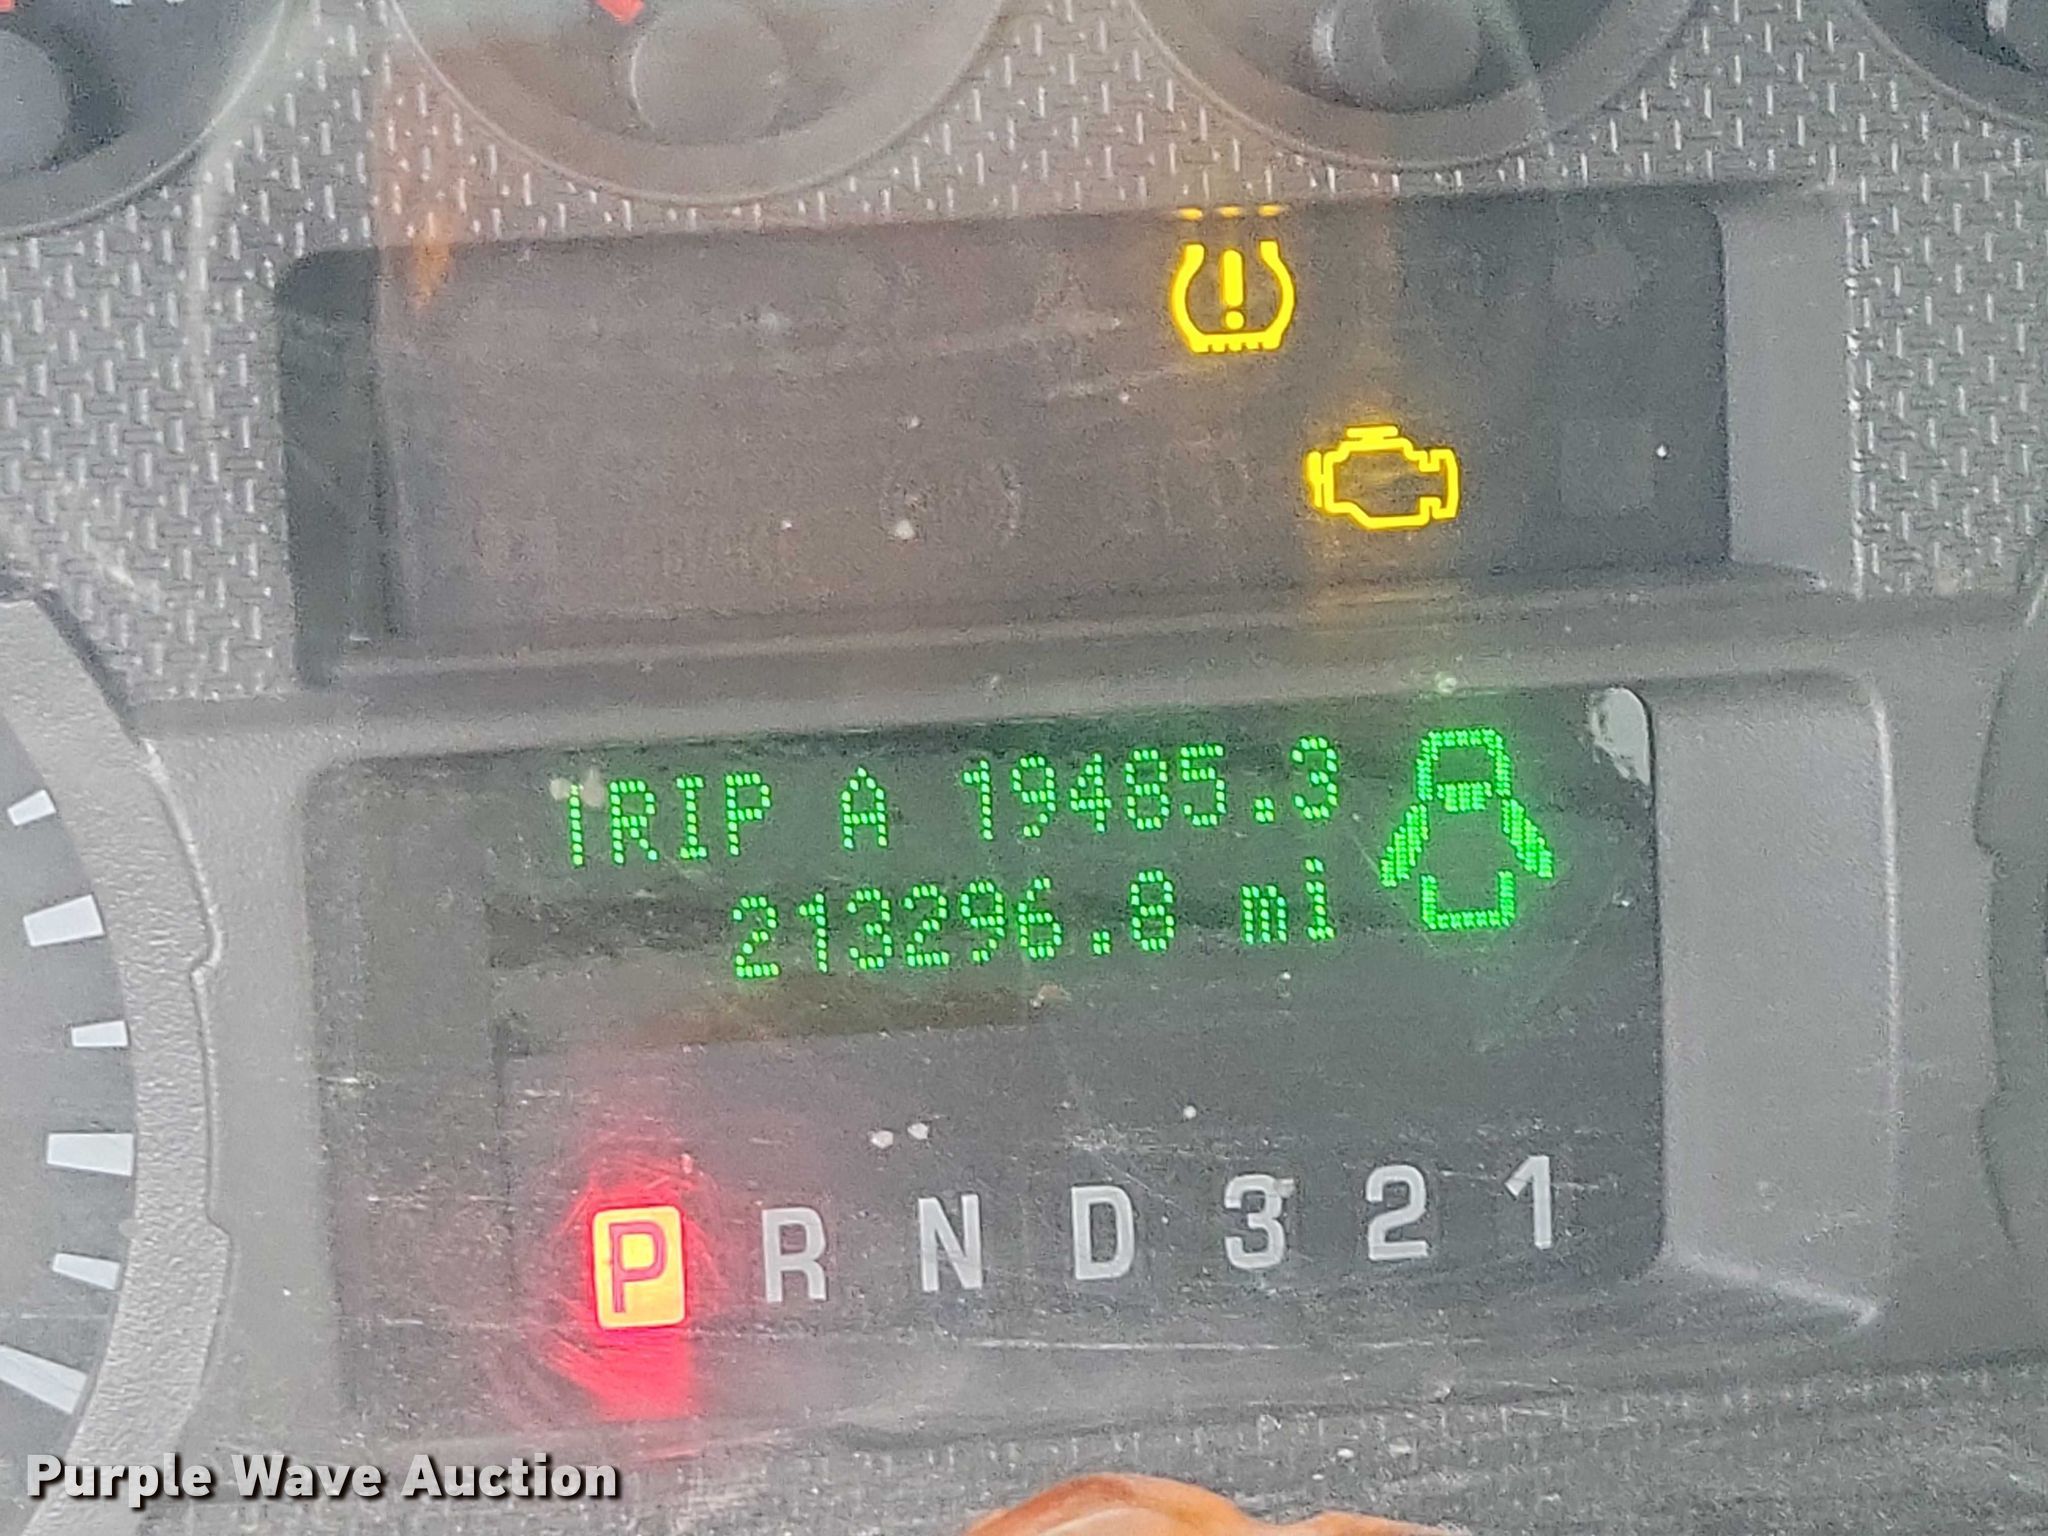 TRIP A 19485.3
213296.8 mi
P R N D 3 2 1
Purple Wave Auction